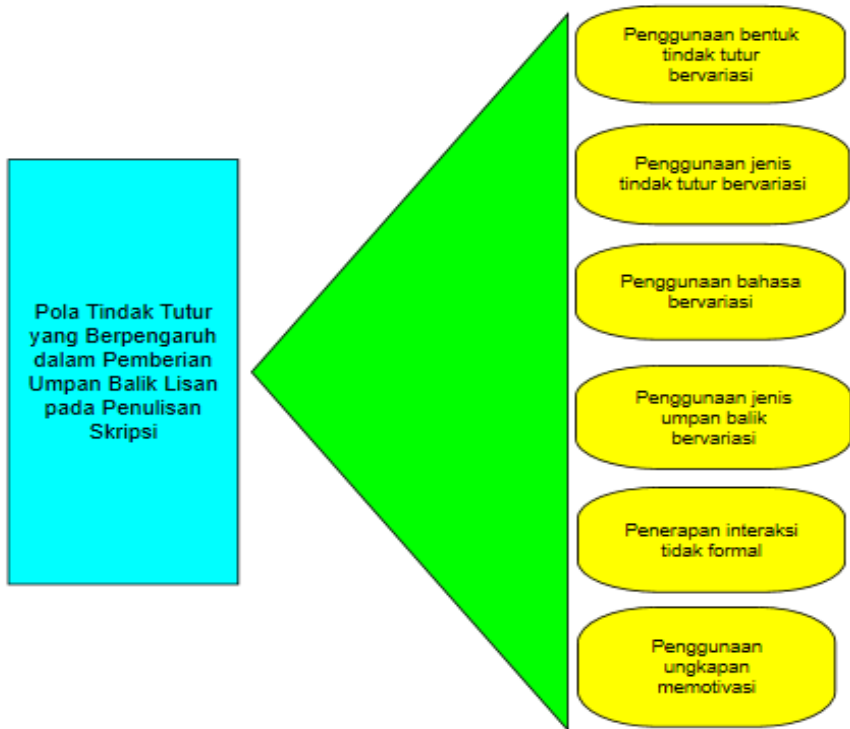 Pola Tindak Tutur
yang Berpengaruh
dalam Pemberian
Umpan Balik Lisan
pada Penulisan
Skripsi
Penggunaan bentuk
tindak tutur
bervariasi
Penggunaan jenis
tindak tutur bervariasi
Penggunaan bahasa
bervariasi
Penggunaan jenis
umpan balik
bervariasi
Penerapan interaksi
tidak formal
Penggunaan
ungkapan
memotivasi